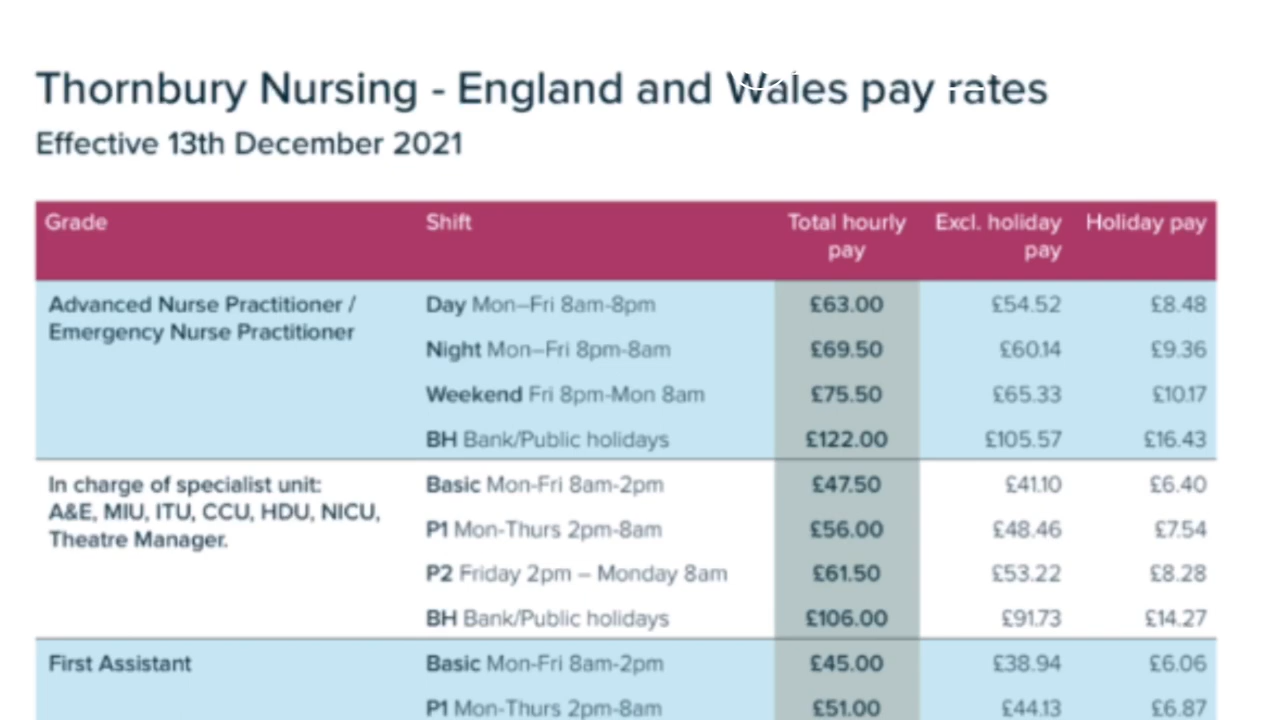 Thornbury Nursing - England and Wales pay rates
Effective 13th December 2021
Grade Shift Total hourly pay Excl. holiday pay Holiday pay
Advanced Nurse Practitioner / Emergency Nurse Practitioner
Day Mon–Fri 8am-8pm £63.00 £54.52 £8.48
Night Mon–Fri 8pm-8am £69.50 £60.14 £9.36
Weekend Fri 8pm-Mon 8am £75.50 £65.33 £10.17
BH Bank/Public holidays £122.00 £105.57 £16.43
In charge of specialist unit: A&E, MIU, ITU, CCU, HDU, NICU, Theatre Manager.
Basic Mon-Fri 8am-2pm £47.50 £41.10 £6.40
P1 Mon-Thurs 2pm-8am £56.00 £48.46 £7.54
P2 Friday 2pm – Monday 8am £61.50 £53.22 £8.28
BH Bank/Public holidays £106.00 £91.73 £14.27
First Assistant
Basic Mon-Fri 8am-2pm £45.00 £38.94 £6.06
P1 Mon-Thurs 2pm-8am £51.00 £44.13 £6.87